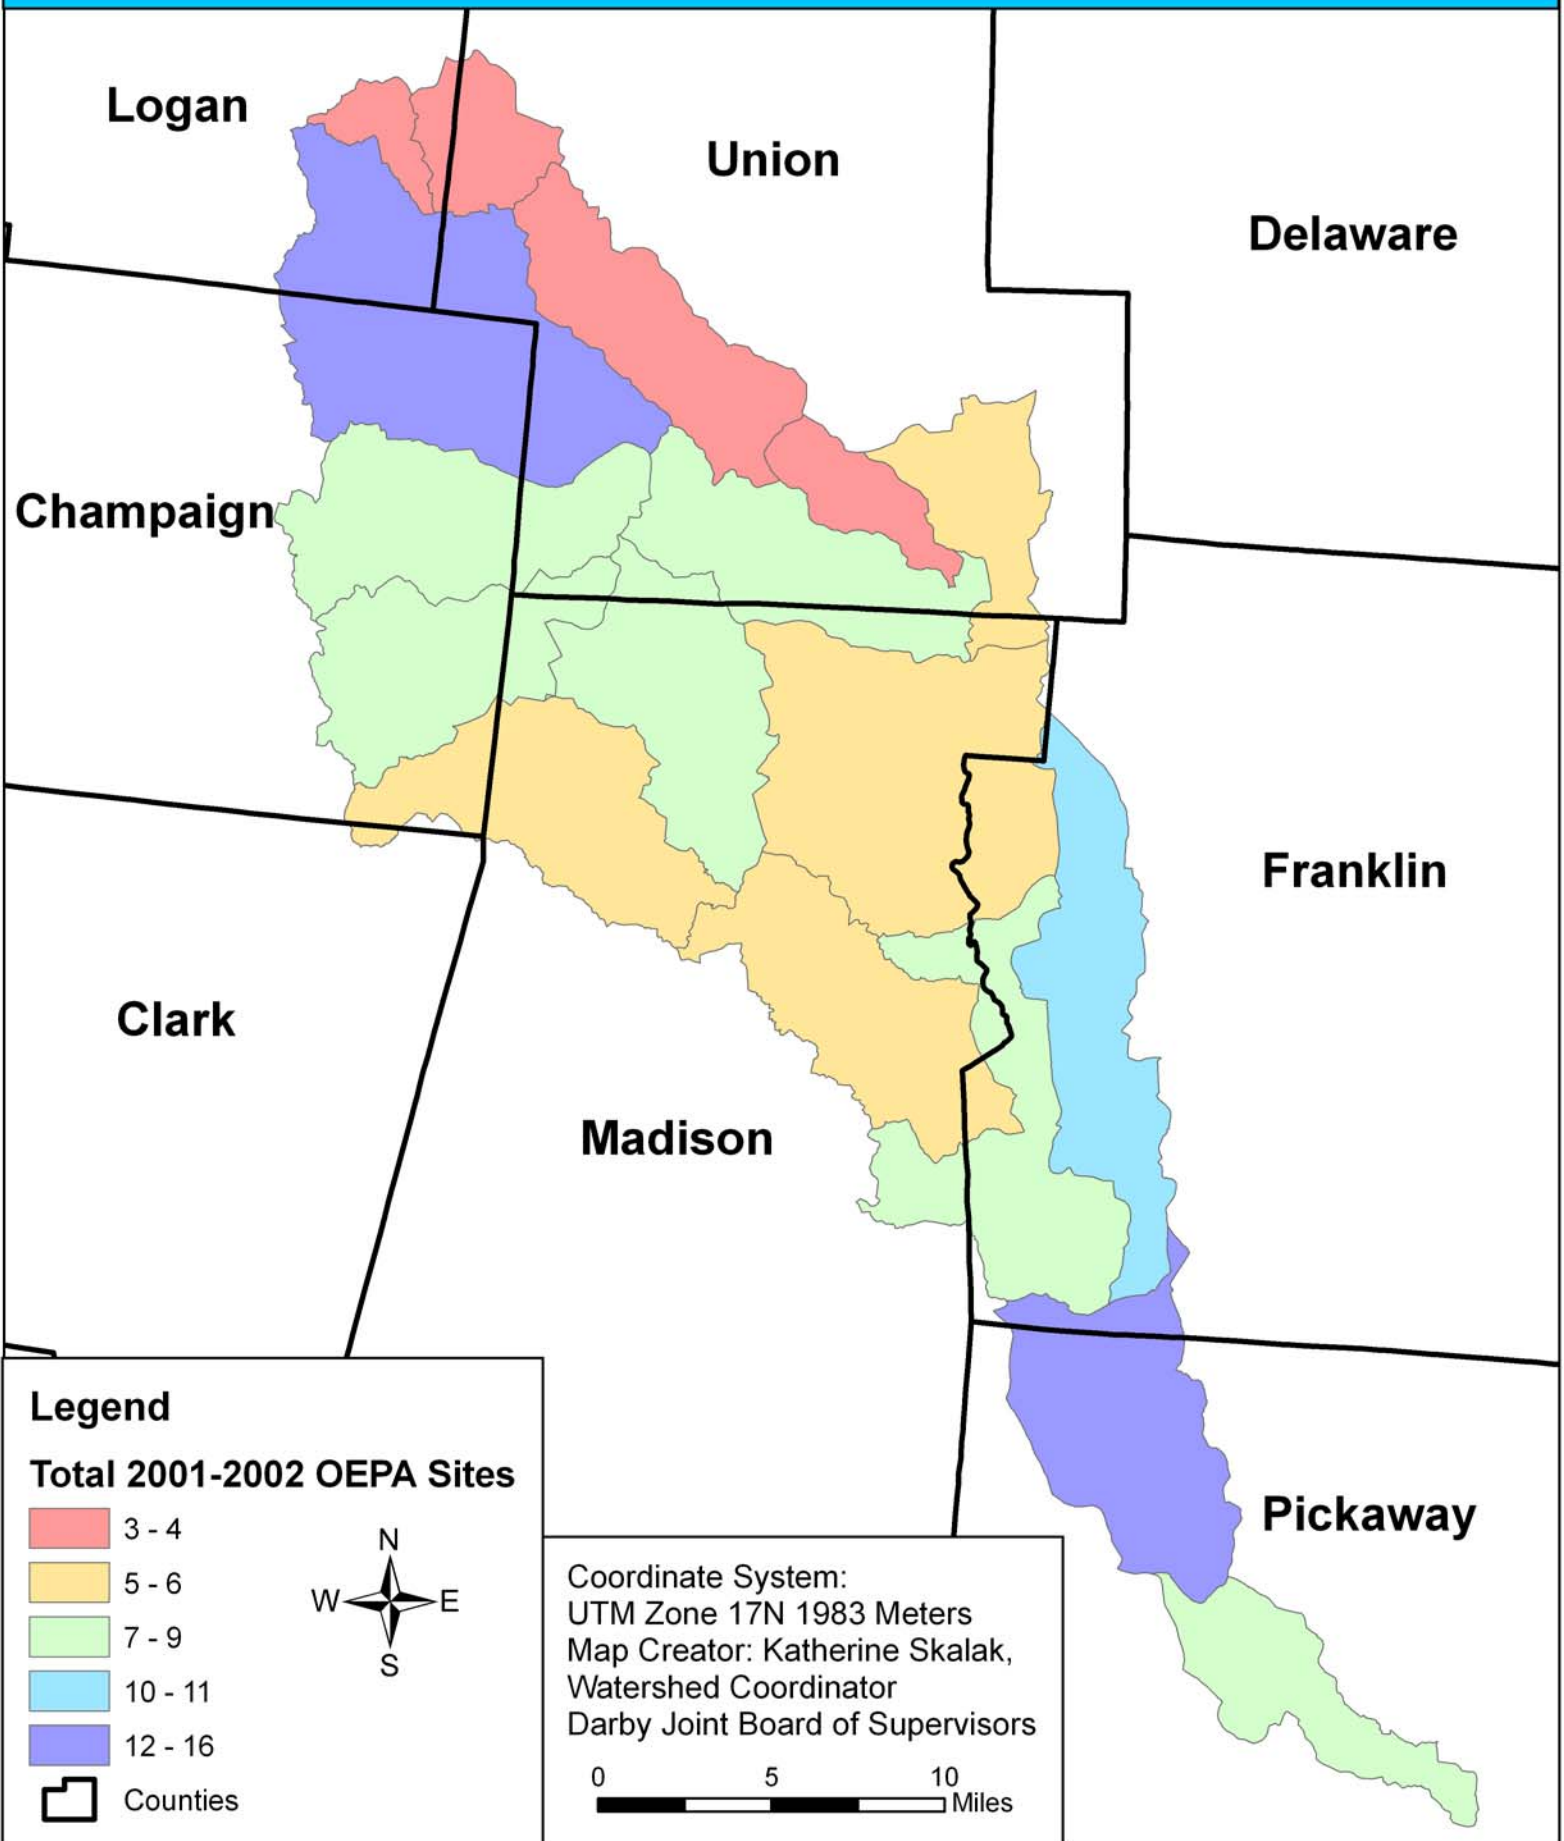 Logan
Union
Delaware
Champaign
Franklin
Clark
Madison
Pickaway
Legend
Total 2001-2002 OEPA Sites
3 - 4
5 - 6
7 - 9
10 - 11
12 - 16
Counties
N
W E
S
Coordinate System:
UTM Zone 17N 1983 Meters
Map Creator: Katherine Skalak,
Watershed Coordinator
Darby Joint Board of Supervisors
0 5 10
Miles